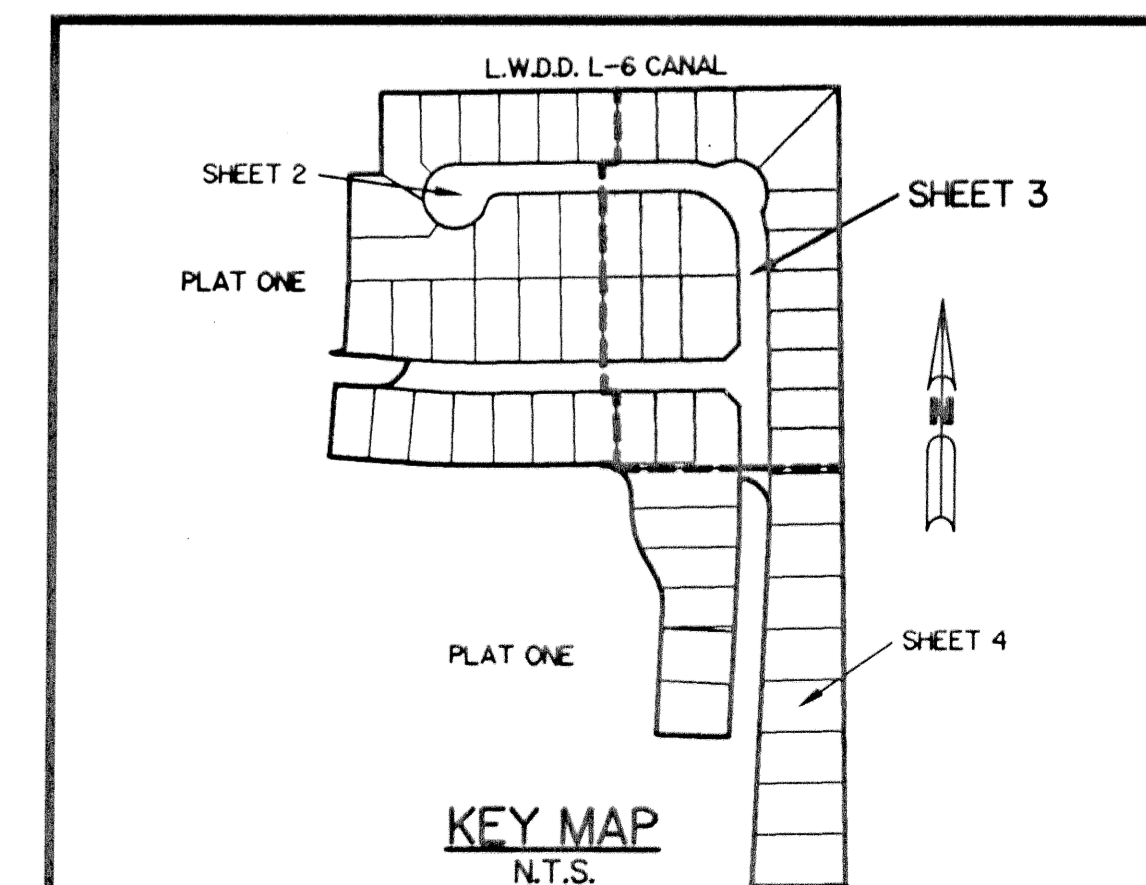 L.W.D.D. L-6 CANAL
SHEET 2
SHEET 3
PLAT ONE
N
PLAT ONE
SHEET 4
KEY MAP
N.T.S.